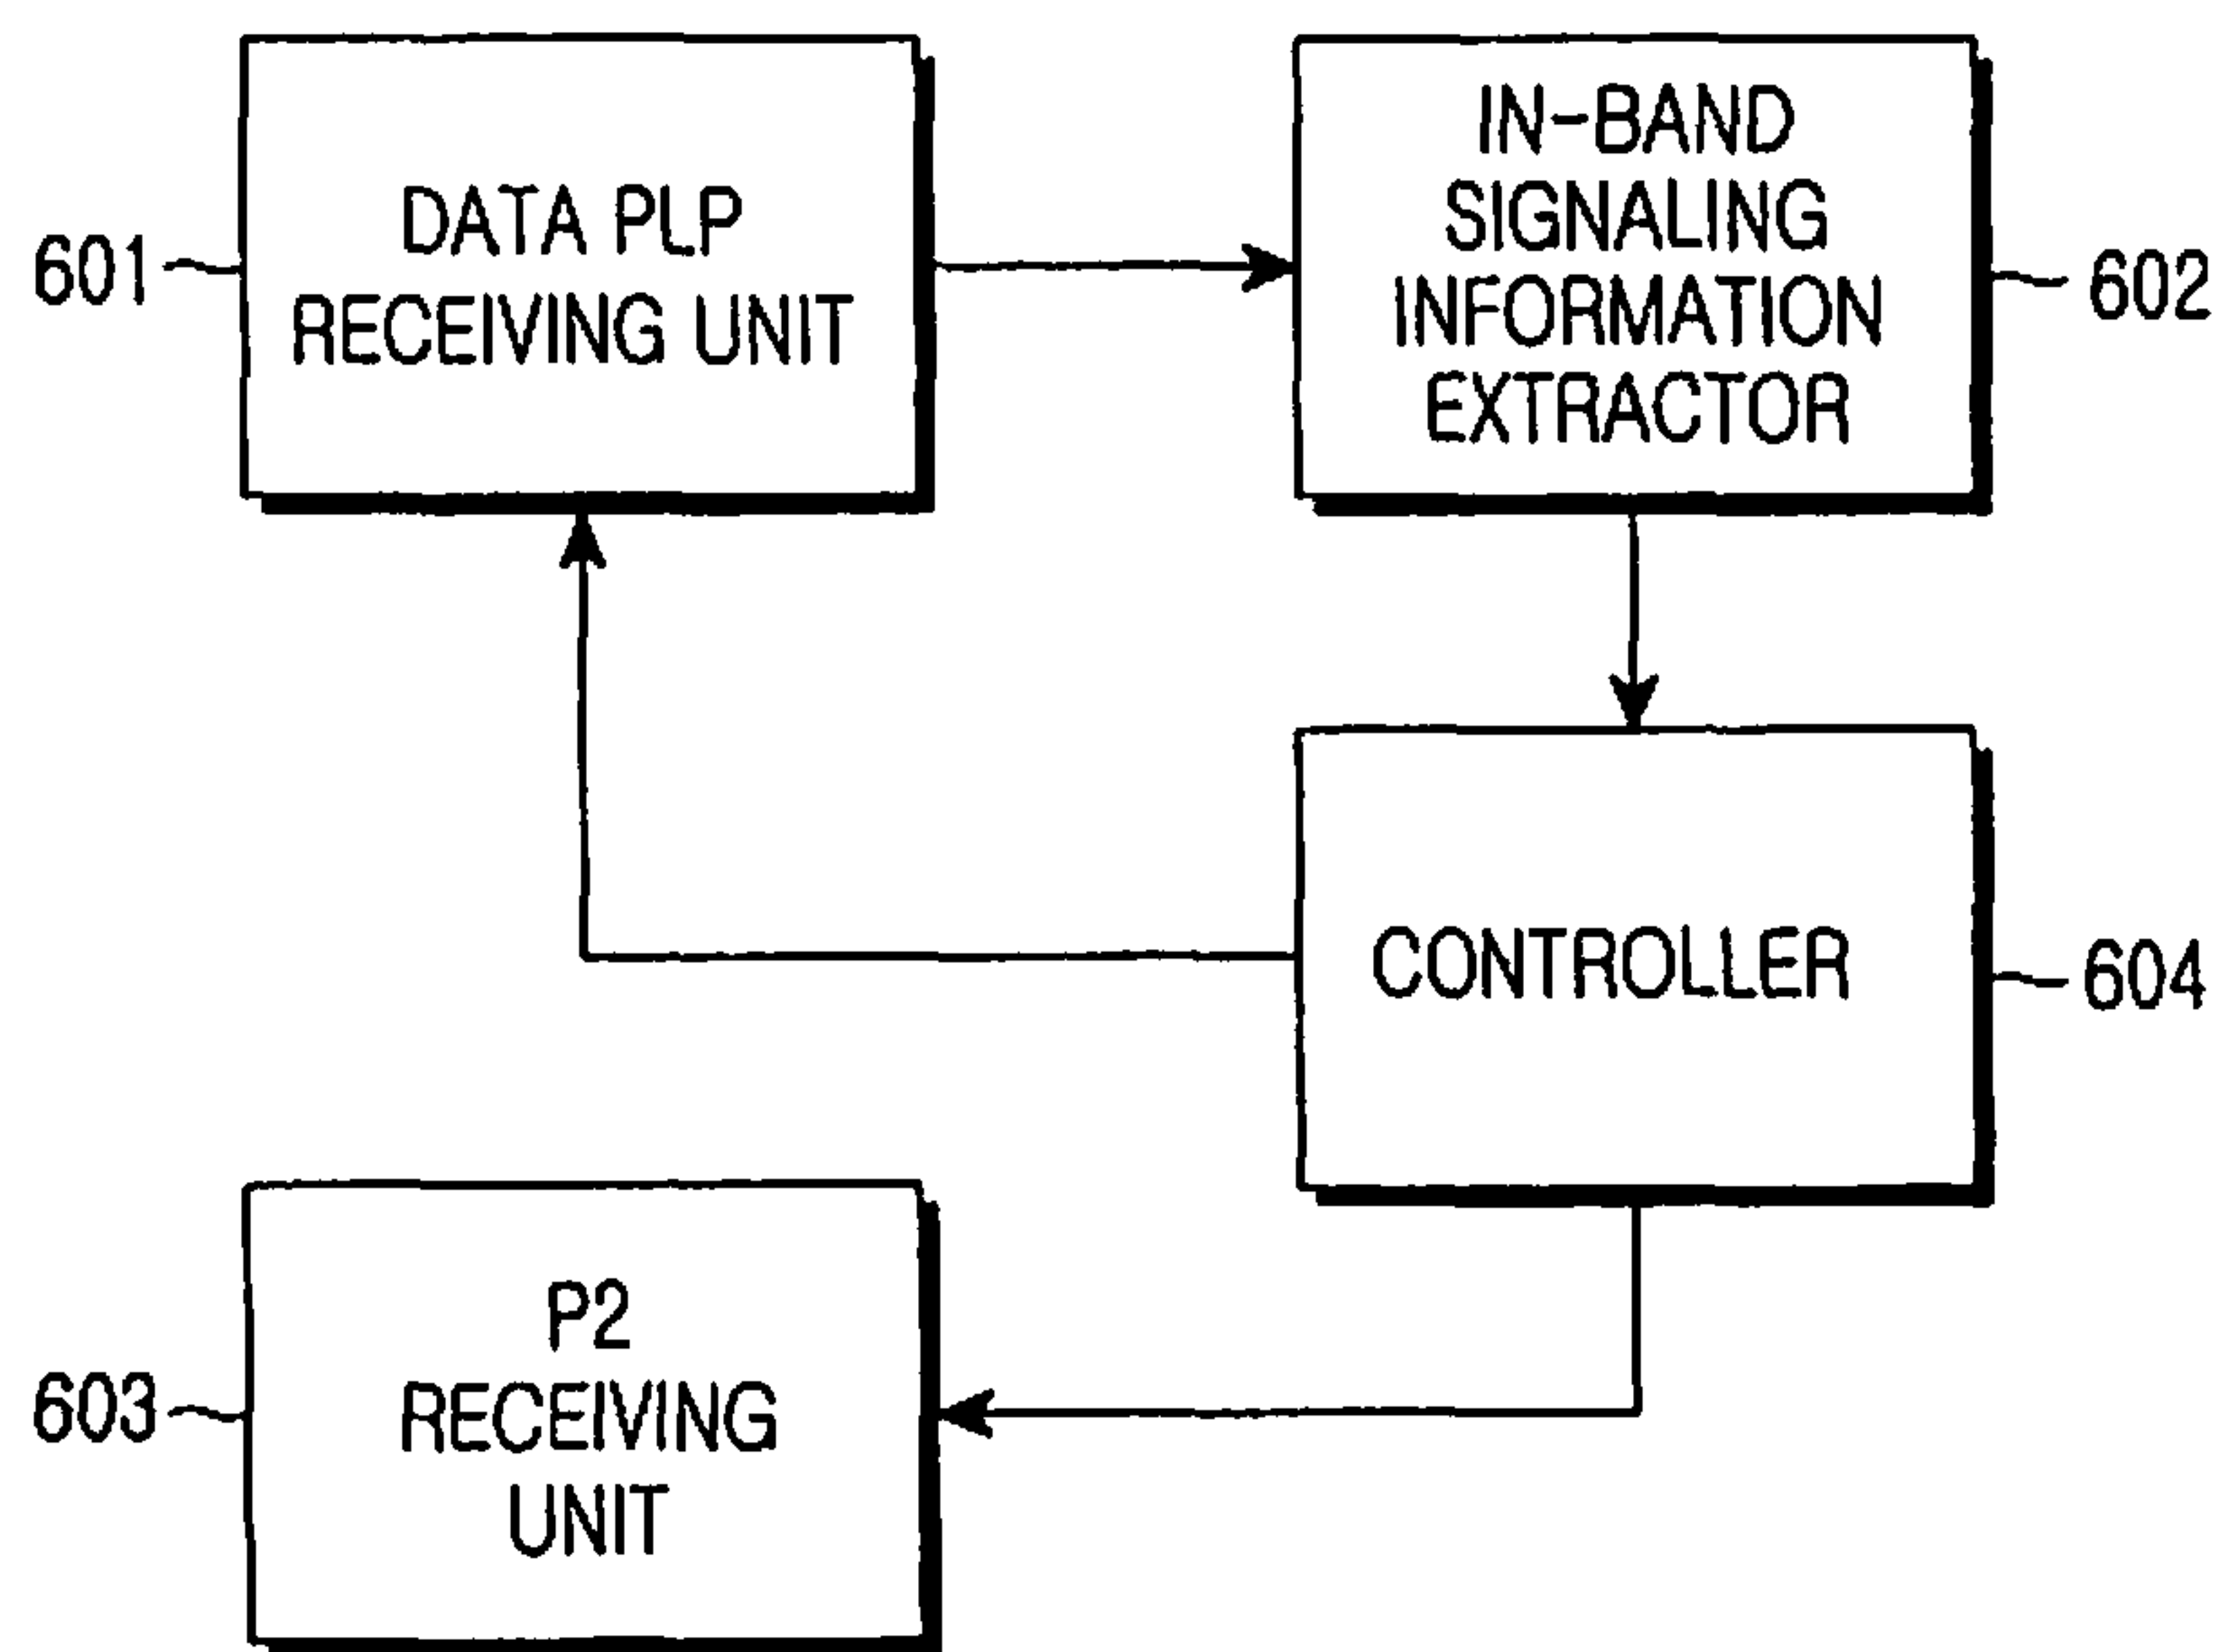 601
DATA PLP
RECEIVING UNIT
IN-BAND
SIGNALING
INFORMATION
EXTRACTOR
602
CONTROLLER
604
603
P2
RECEIVING
UNIT